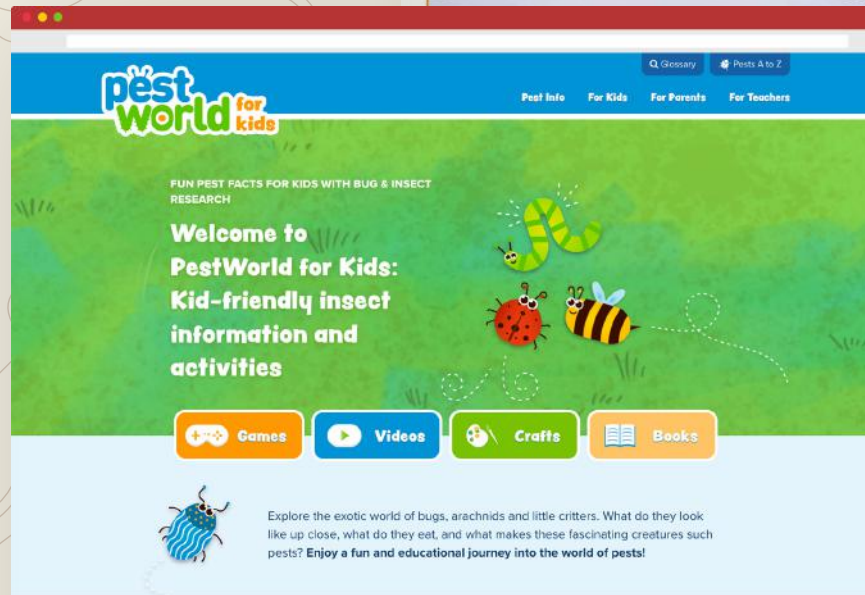 Glossary
Pests A to Z
pest
world for
kids
Pest Info
For Kids
For Parents
For Teachers
FUN PEST FACTS FOR KIDS WITH BUG & INSECT
RESEARCH
Welcome to
PestWorld for Kids:
Kid-friendly insect
information and
activities
Games
Videos
Crafts
Books
Explore the exotic world of bugs, arachnids and little critters. What do they look
like up close, what do they eat, and what makes these fascinating creatures such
pests? Enjoy a fun and educational journey into the world of pests!